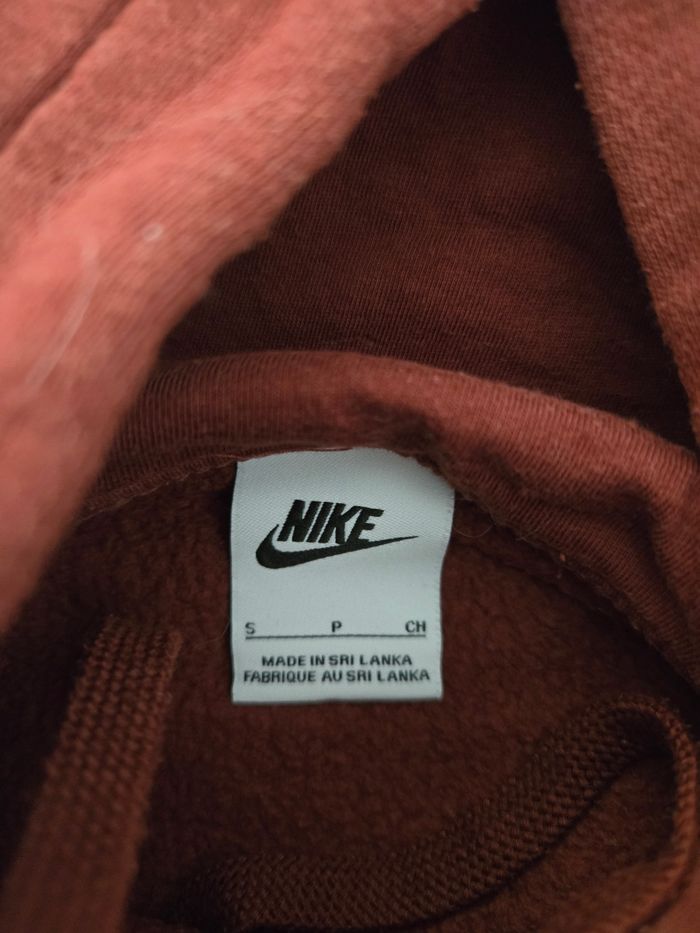 NIKE
S P CH
MADE IN SRI LANKA
FABRIQUE AU SRI LANKA